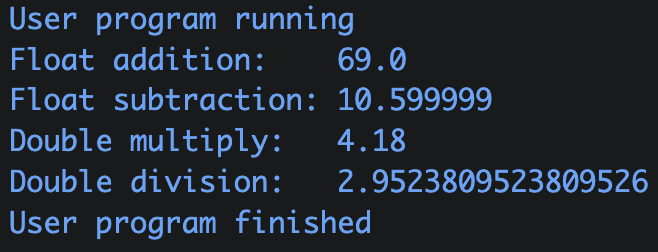 User program running
Float addition:    69.0
Float subtraction: 10.599999
Double multiply:   4.18
Double division:   2.9523809523809526
User program finished